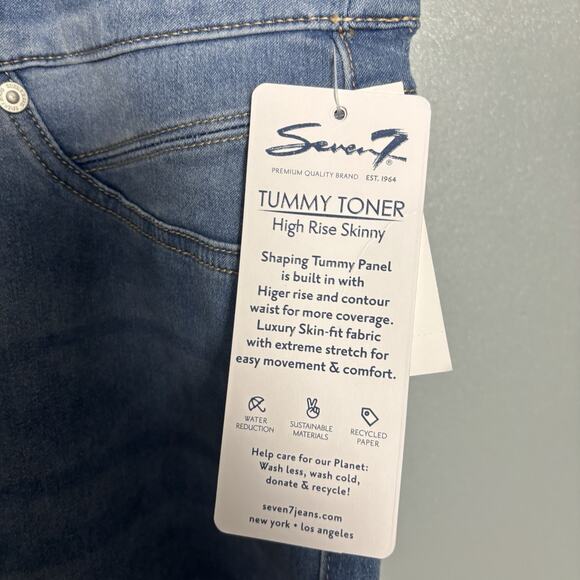 Seven7®
PREMIUM QUALITY BRAND EST. 1964
TUMMY TONER
High Rise Skinny
Shaping Tummy Panel
is built in with
Higer rise and contour
waist for more coverage.
Luxury Skin-fit fabric
with extreme stretch for
easy movement & comfort.
WATER
REDUCTION
SUSTAINABLE
MATERIALS
RECYCLED
PAPER
Help care for our Planet:
Wash less, wash cold,
donate & recycle!
seven7jeans.com
new york • los angeles